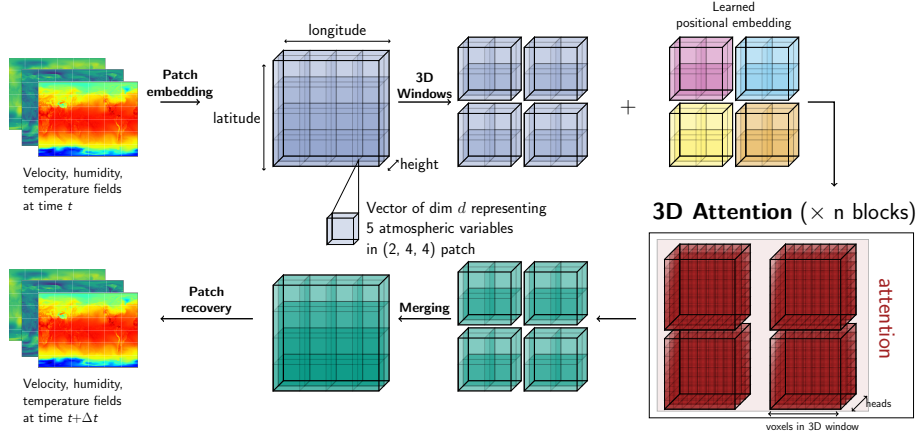 Learned
positional embedding
longitude
Patch
embedding
3D
Windows
latitude
+
height
Velocity, humidity,
temperature fields
at time t
Vector of dim d representing
5 atmospheric variables
in (2, 4, 4) patch
3D Attention (× n blocks)
Patch
recovery
Merging
attention
heads
voxels in 3D window
Velocity, humidity,
temperature fields
at time t+Δt